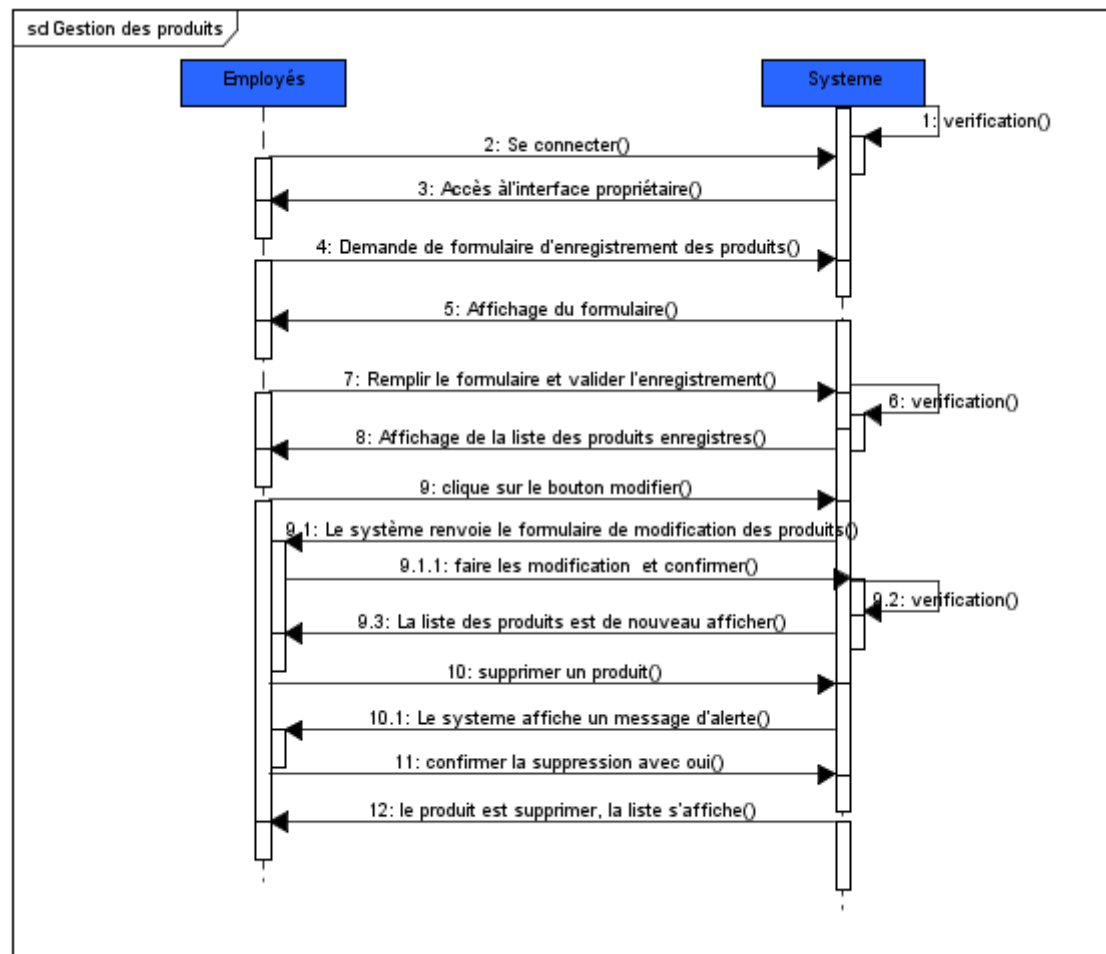 sd Gestion des produits
Employés
Systeme
1: verification()
2: Se connecter()
3: Accès àl'interface propriétaire()
4: Demande de formulaire d'enregistrement des produits()
5: Affichage du formulaire()
7: Remplir le formulaire et valider l'enregistrement()
6: verification()
8: Affichage de la liste des produits enregistres()
9: clique sur le bouton modifier()
9.1: Le système renvoie le formulaire de modification des produits()
9.1.1: faire les modification  et confirmer()
9.2: verification()
9.3: La liste des produits est de nouveau afficher()
10: supprimer un produit()
10.1: Le systeme affiche un message d'alerte()
11: confirmer la suppression avec oui()
12: le produit est supprimer, la liste s'affiche()